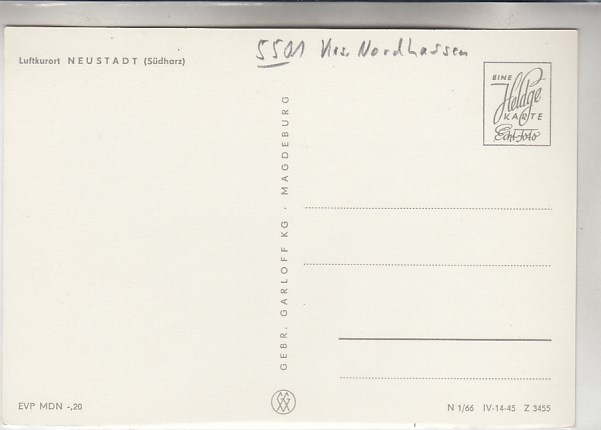 5501 Krs. Nordhausen
Luftkurort NEUSTADT (Südharz)
EINE
Heldge
KARTE
Echt Foto
GEBR. GARLOFF KG · MAGDEBURG
EVP MDN -,20
N 1/66 IV-14-45 Z 3455